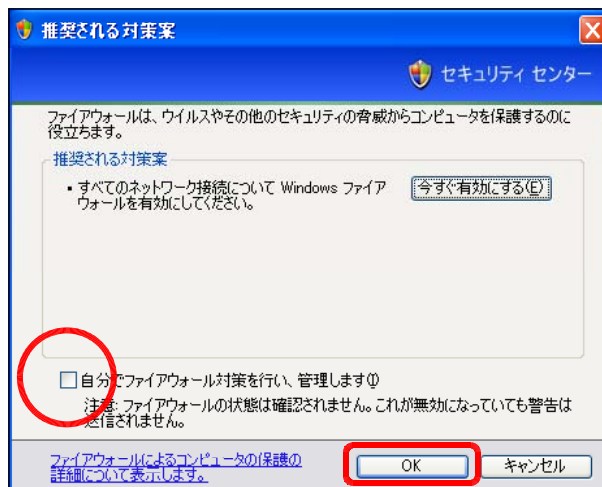 推奨される対策案
セキュリティ センター
ファイアウォールは、ウイルスやその他のセキュリティの脅威からコンピュータを保護するのに
役立ちます。
推奨される対策案
・すべてのネットワーク接続について Windows ファイア
ウォールを有効にしてください。
今すぐ有効にする(E)
自分でファイアウォール対策を行い、管理します(I)
注意: ファイアウォールの状態は確認されません。これが無効になっていても警告は
送信されません。
ファイアウォールによるコンピュータの保護の
詳細について表示します。
OK
キャンセル